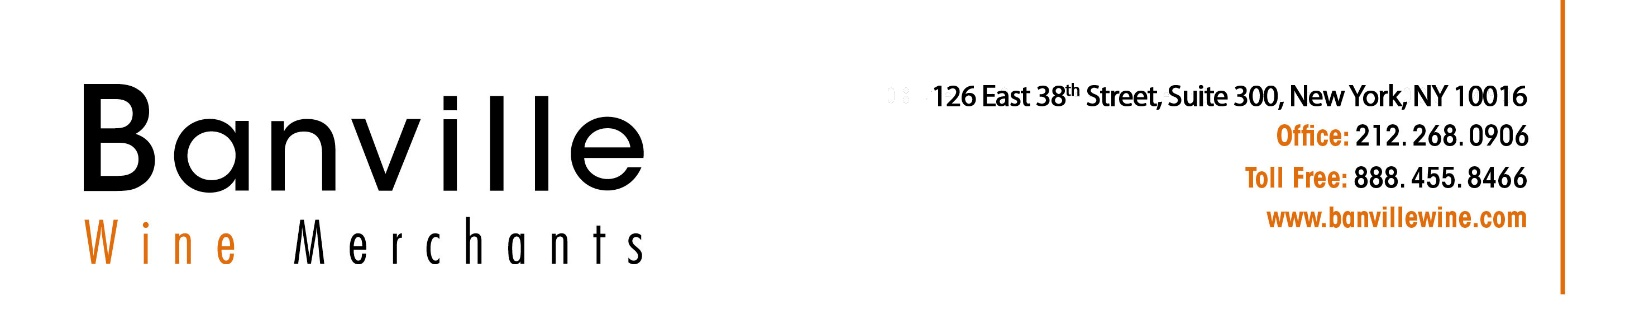 Banville
Wine Merchants
126 East 38th Street, Suite 300, New York, NY 10016
Office: 212.268.0906
Toll Free: 888.455.8466
www.banvillewine.com